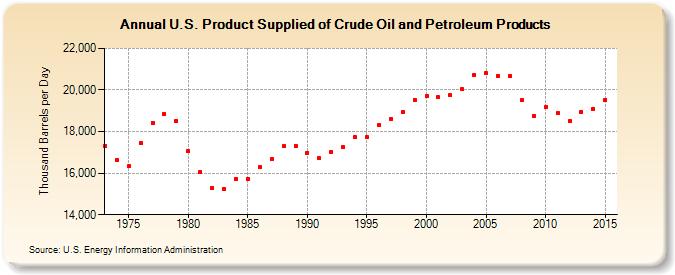 Annual U.S. Product Supplied of Crude Oil and Petroleum Products
Thousand Barrels per Day
22,000
20,000
18,000
16,000
14,000
1975 1980 1985 1990 1995 2000 2005 2010 2015
Source: U.S. Energy Information Administration